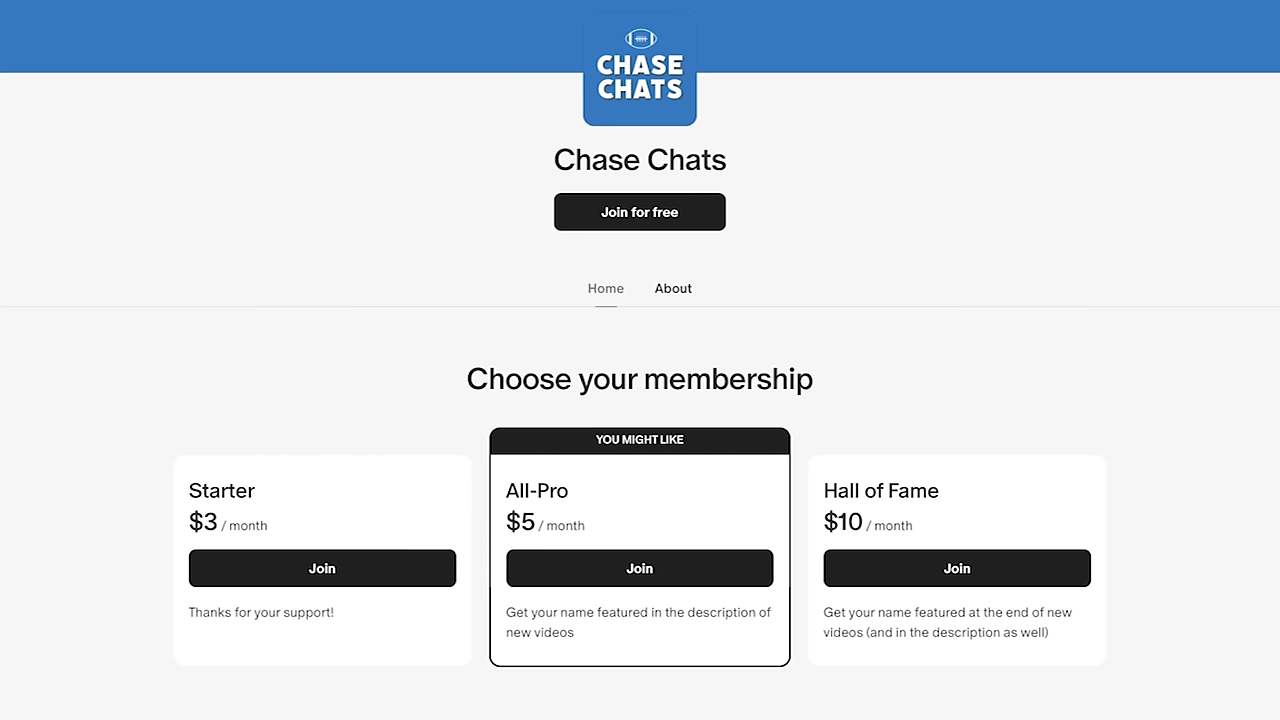 CHASE
CHATS
Chase Chats
Join for free
Home
About
Choose your membership
YOU MIGHT LIKE
Starter
$3 / month
Join
Thanks for your support!
All-Pro
$5 / month
Join
Get your name featured in the description of
new videos
Hall of Fame
$10 / month
Join
Get your name featured at the end of new
videos (and in the description as well)